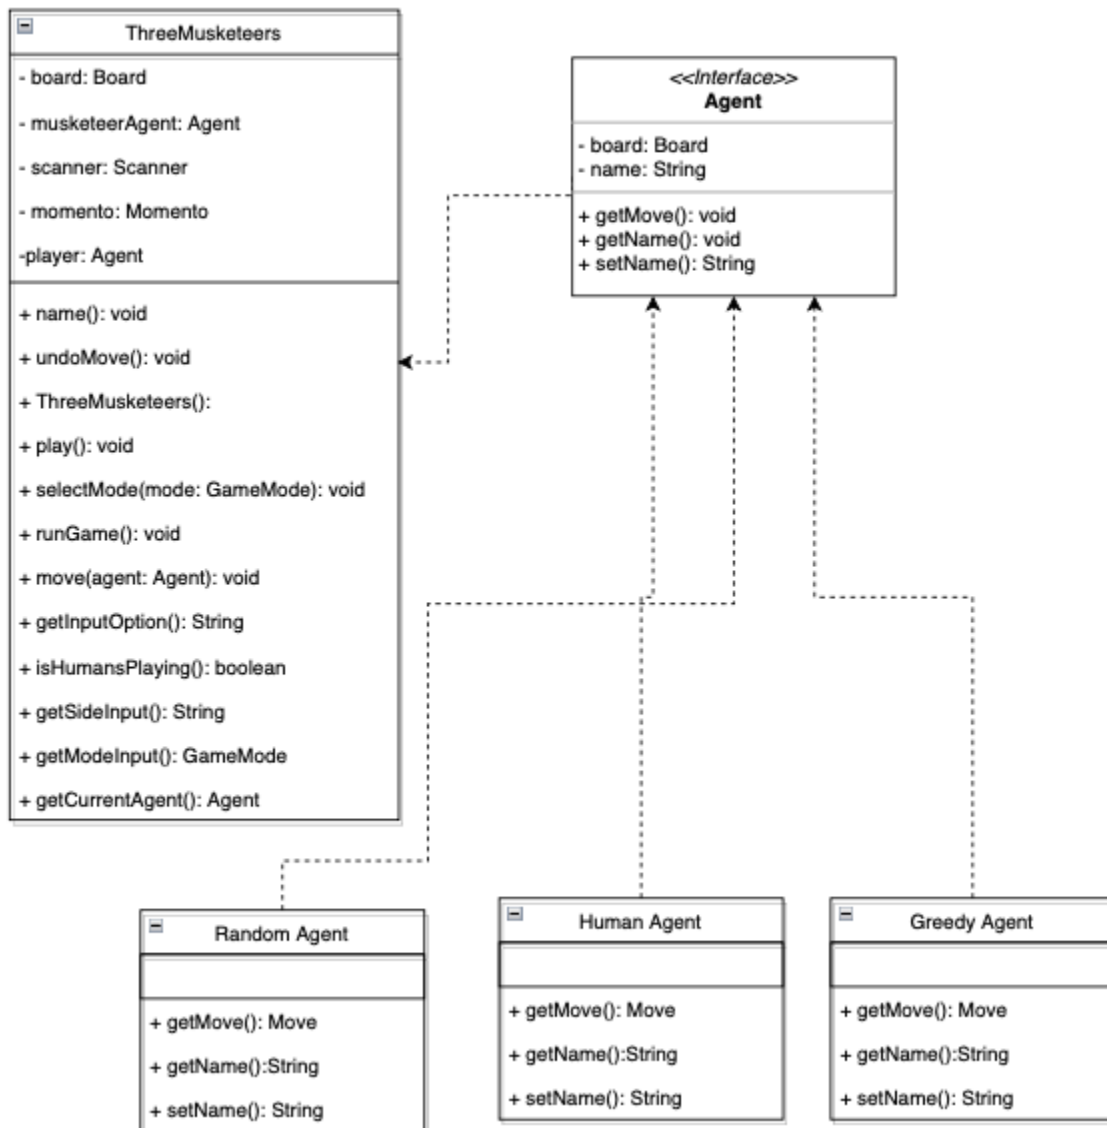 ThreeMusketeers
- board: Board
- musketeerAgent: Agent
- scanner: Scanner
- momento: Momento
-player: Agent
+ name(): void
+ undoMove(): void
+ ThreeMusketeers():
+ play(): void
+ selectMode(mode: GameMode): void
+ runGame(): void
+ move(agent: Agent): void
+ getInputOption(): String
+ isHumansPlaying(): boolean
+ getSideInput(): String
+ getModeInput(): GameMode
+ getCurrentAgent(): Agent
<<Interface>>
Agent
- board: Board
- name: String
+ getMove(): void
+ getName(): void
+ setName(): String
Random Agent
+ getMove(): Move
+ getName():String
+ setName(): String
Human Agent
+ getMove(): Move
+ getName():String
+ setName(): String
Greedy Agent
+ getMove(): Move
+ getName():String
+ setName(): String